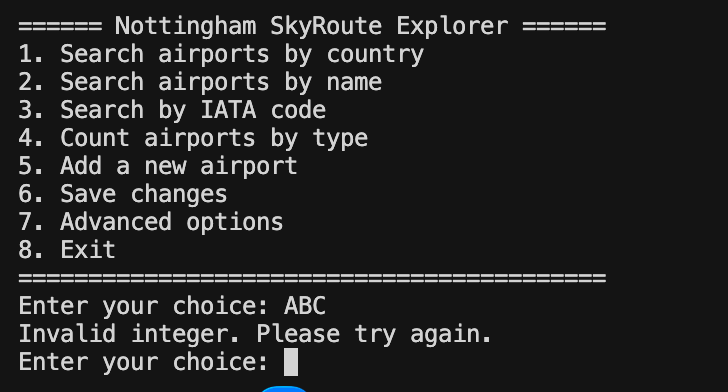 ====== Nottingham SkyRoute Explorer ======
1. Search airports by country
2. Search airports by name
3. Search by IATA code
4. Count airports by type
5. Add a new airport
6. Save changes
7. Advanced options
8. Exit
==========================================
Enter your choice: ABC
Invalid integer. Please try again.
Enter your choice: